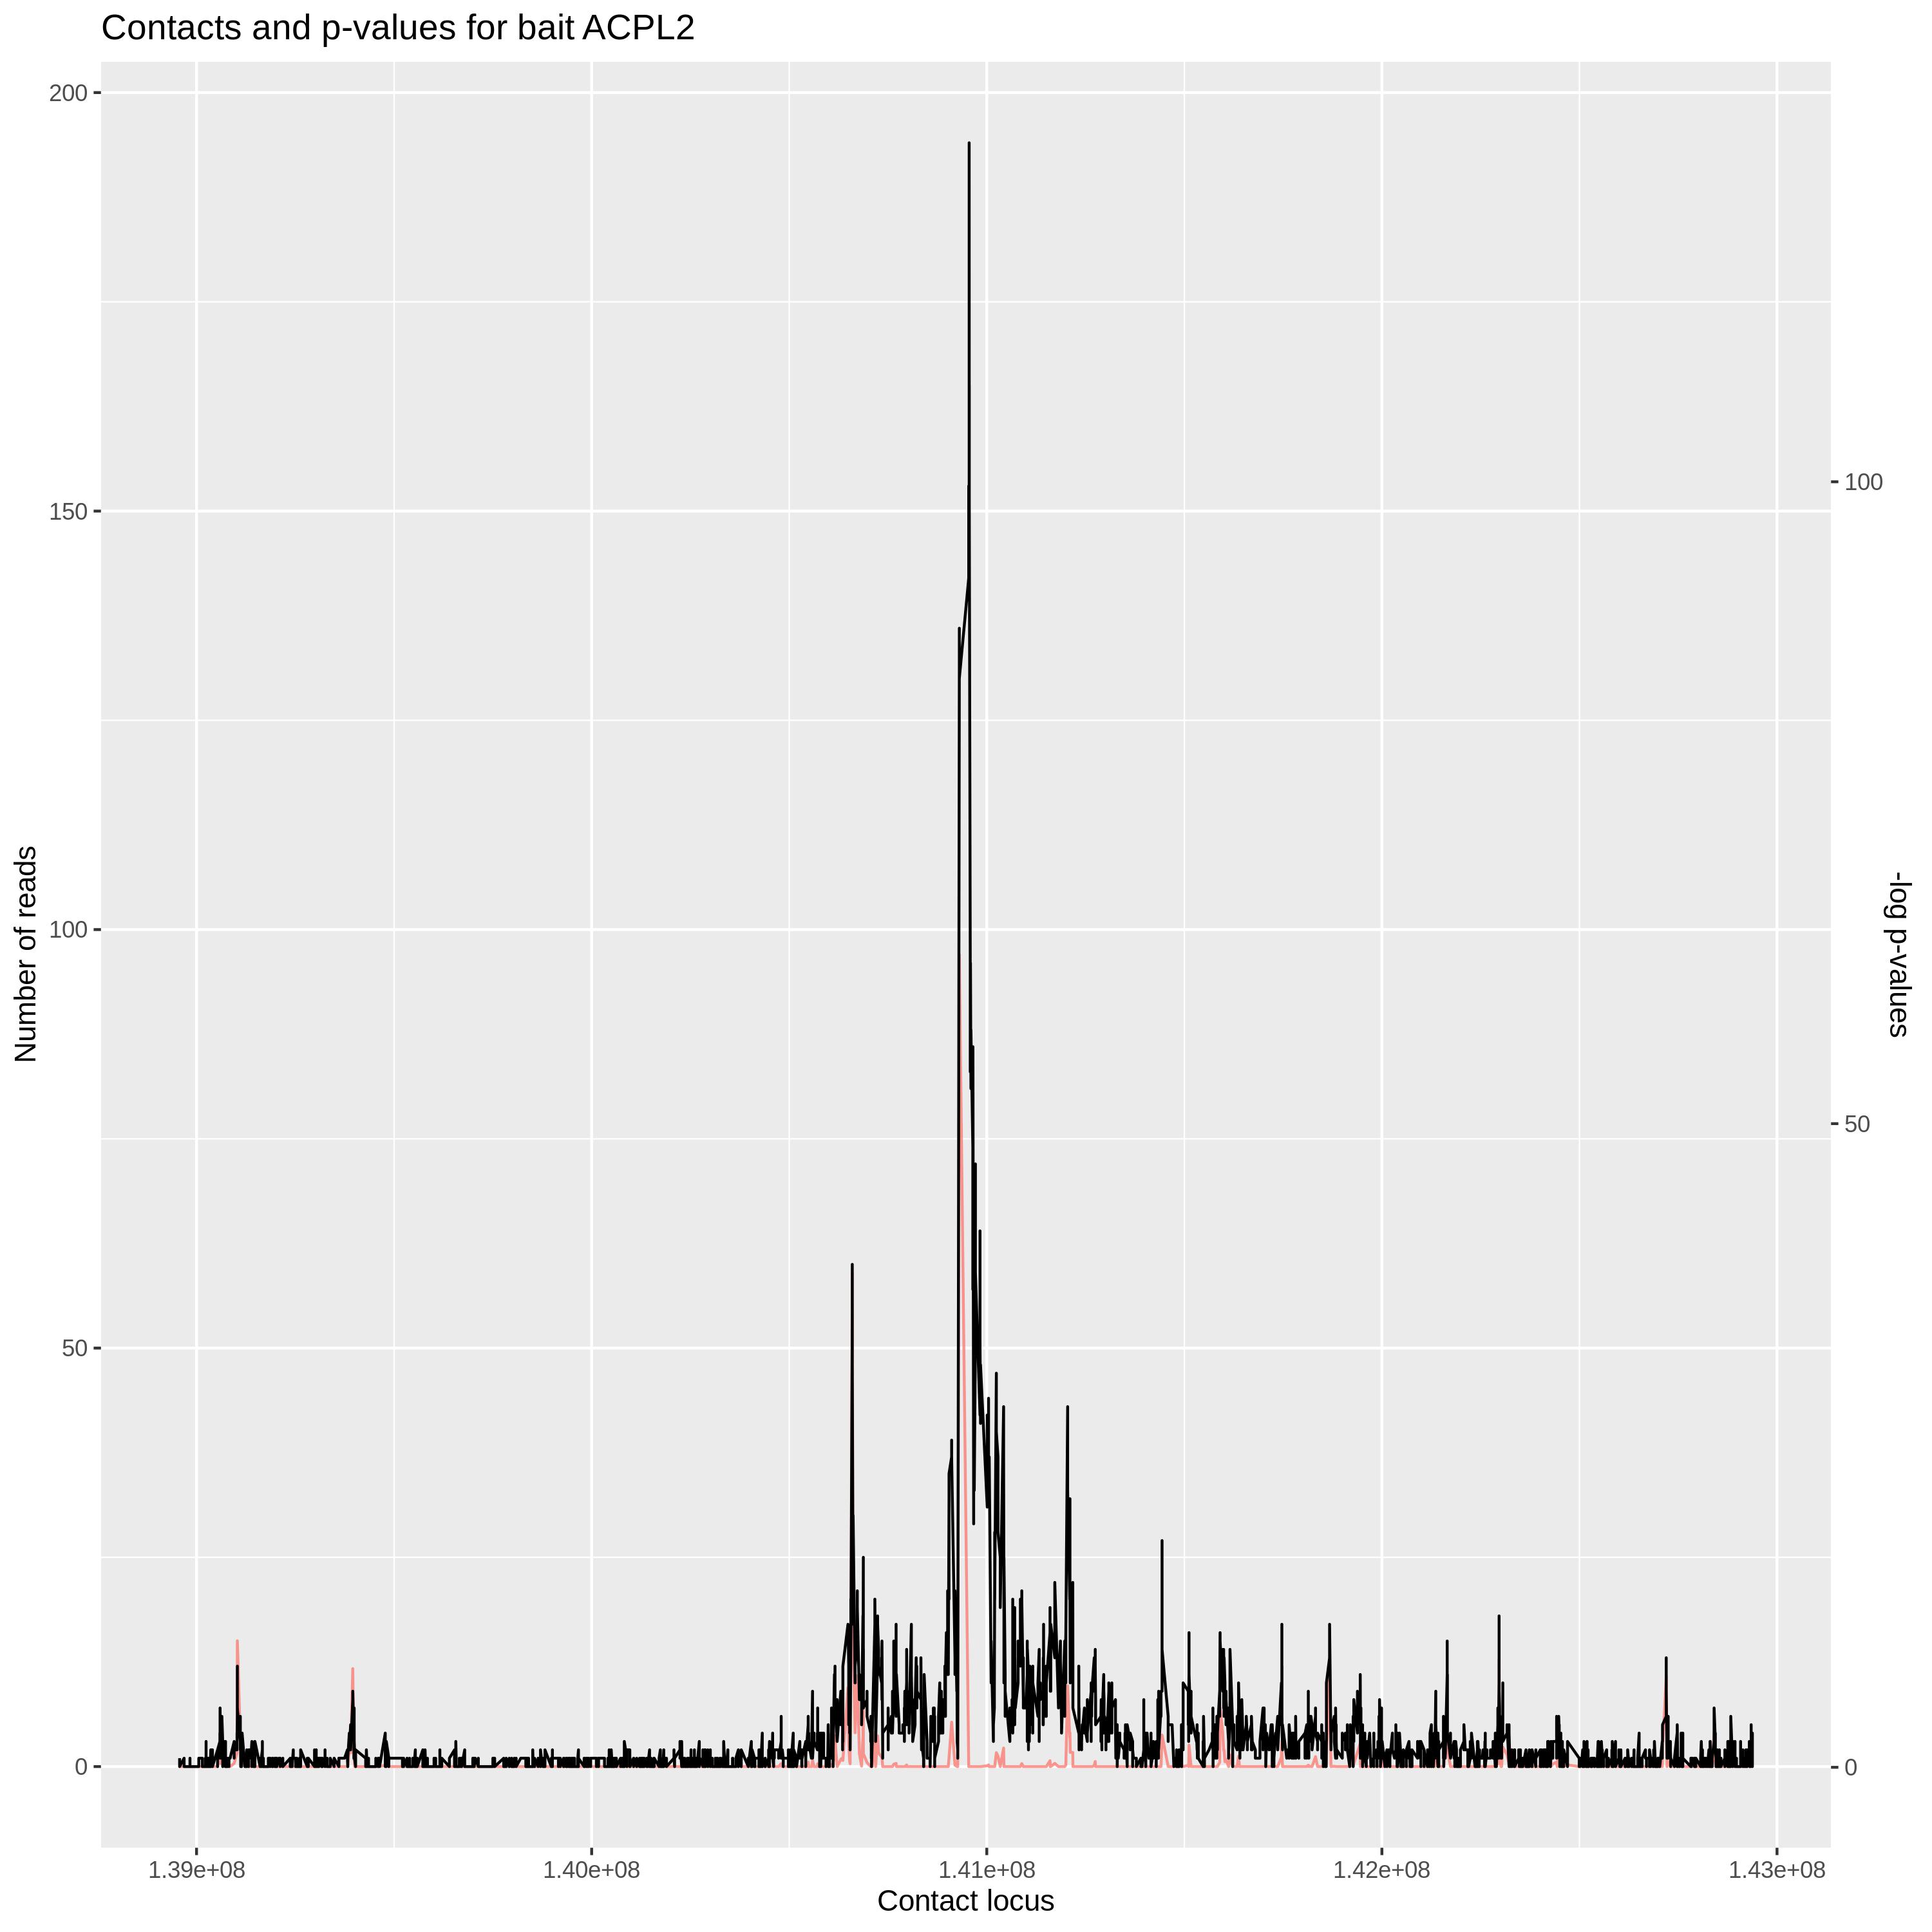 Contacts and p-values for bait ACPL2
200
150
100
50
0
Number of reads
100
50
0
-log p-values
1.39e+08
1.40e+08
1.41e+08
1.42e+08
1.43e+08
Contact locus